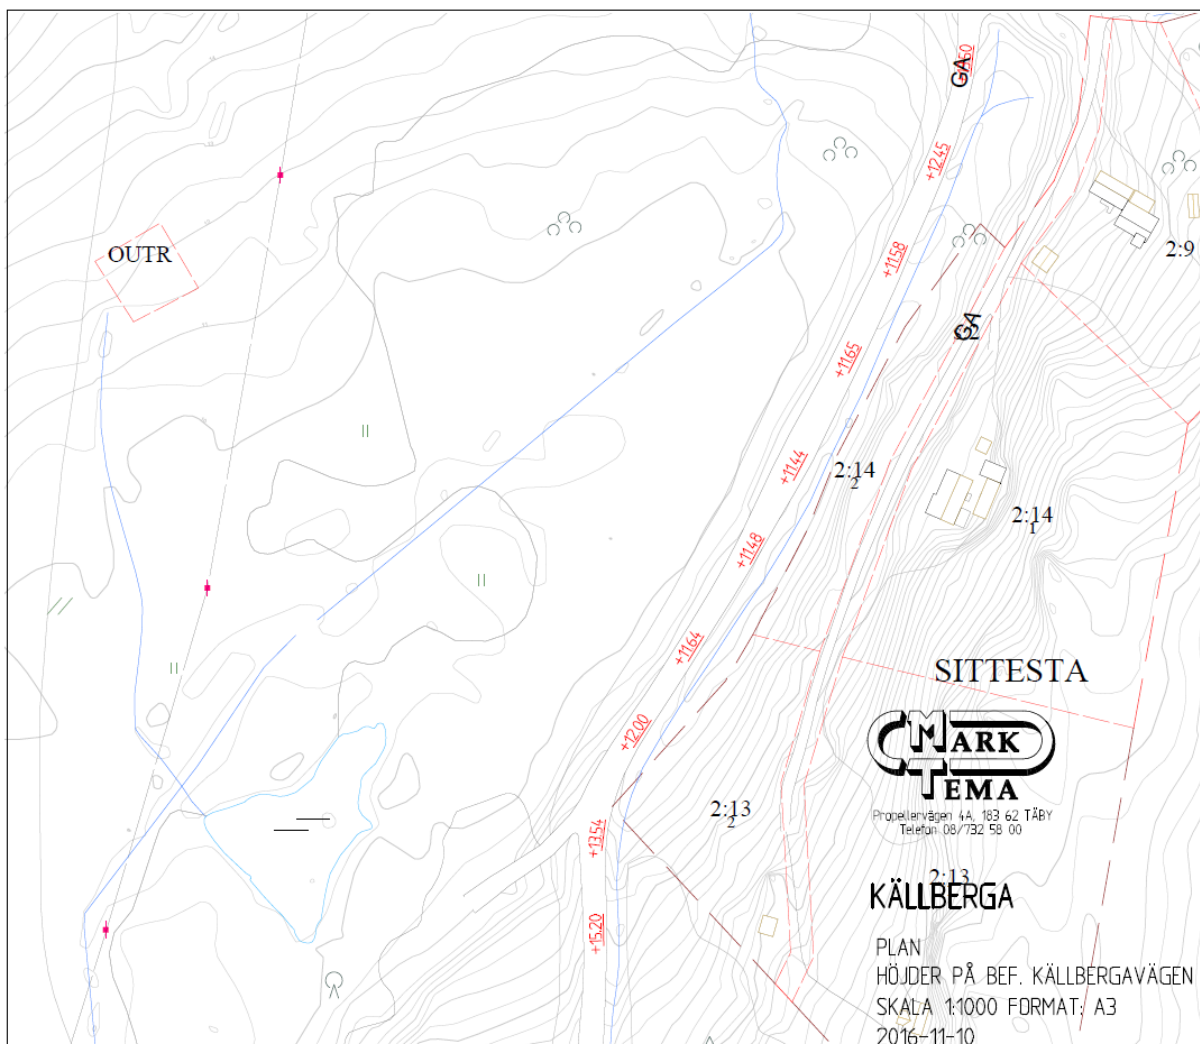 GA
+12.45
OUTR
+11.58
2:9
GA
+11.65
+11.44
2:14
2
2:14
1
+11.48
+11.64
SITTESTA
+12.00
MARK
TEMA
Propellervägen 4A, 183 62 TÄBY
Telefon 08/732 58 00
2:13
2
+13.54
2:13
KÄLLBERGA
+15.20
PLAN
HÖJDER PÅ BEF. KÄLLBERGAVÄGEN
SKALA 1:1000 FORMAT: A3
2016-11-10